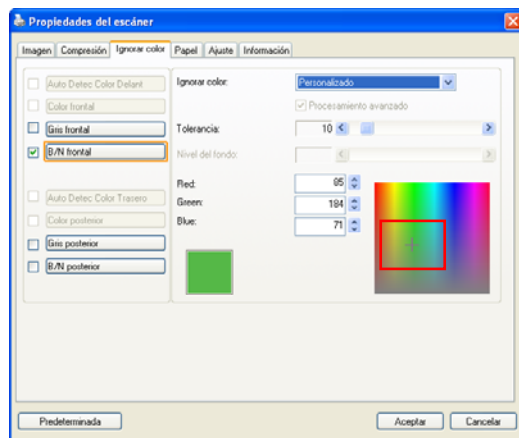 Propiedades del escáner
Imagen Compresión Ignorar color Papel Ajuste Información
Auto Detec Color Delant
Color frontal
Gris frontal
B/N frontal
Auto Detec Color Trasero
Color posterior
Gris posterior
B/N posterior
Ignorar color: Personalizado
Procesamiento avanzado
Tolerancia: 10
Nivel del fondo:
Red: 85
Green: 184
Blue: 71
Predeterminada Aceptar Cancelar